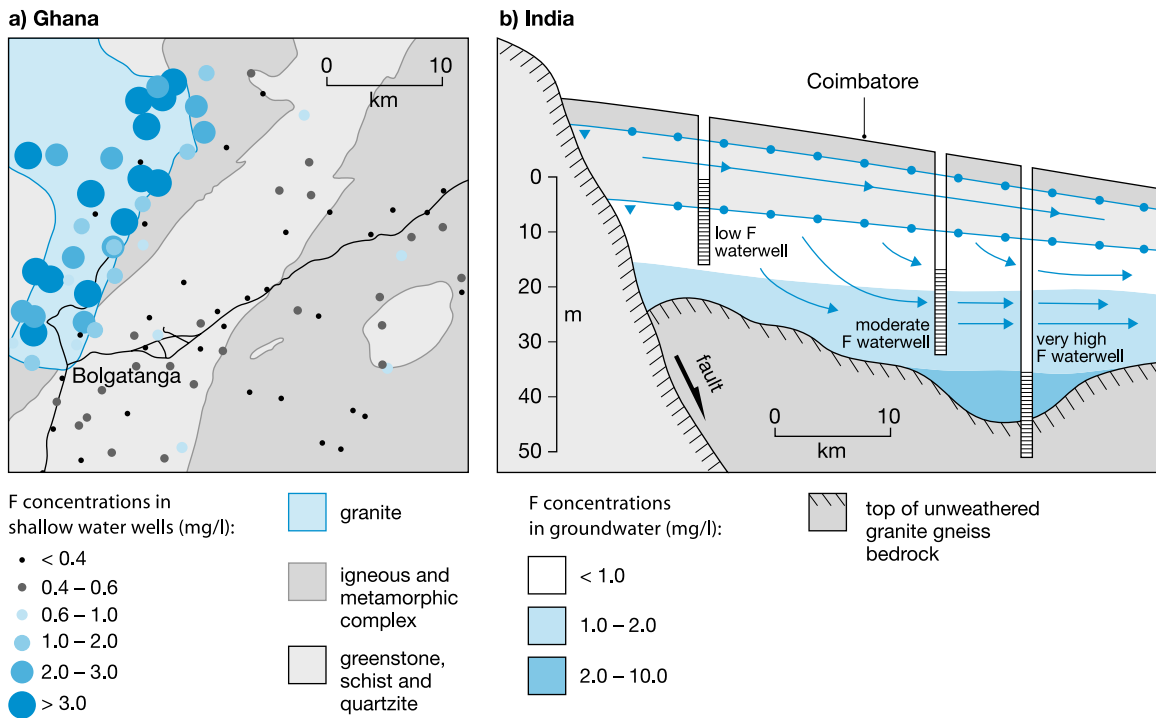 a) Ghana
0 10
km
Bolgatanga
F concentrations in
shallow water wells (mg/l):
< 0.4
0.4 – 0.6
0.6 – 1.0
1.0 – 2.0
2.0 – 3.0
> 3.0
granite
igneous and
metamorphic
complex
greenstone,
schist and
quartzite
b) India
Coimbatore
0
10
20
30
40
50
m
low F
waterwell
moderate
F waterwell
very high
F waterwell
fault
0 10
km
F concentrations
in groundwater (mg/l):
< 1.0
1.0 – 2.0
2.0 – 10.0
top of unweathered
granite gneiss
bedrock